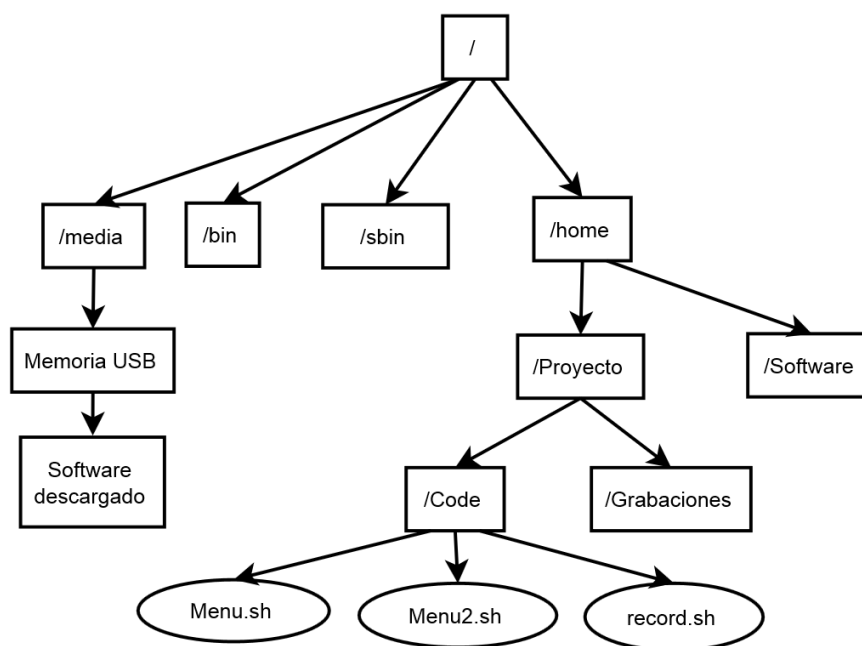 /
/media
/bin
/sbin
/home
Memoria USB
/Proyecto
/Software
Software
descargado
/Code
/Grabaciones
Menu.sh
Menu2.sh
record.sh